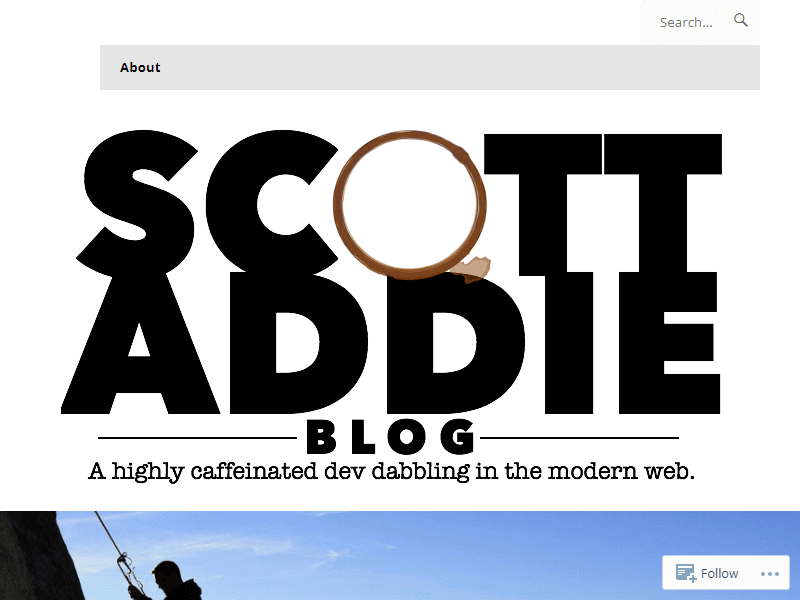 Search...
About
SCOTT
ADDIE
BLOG
A highly caffeinated dev dabbling in the modern web.
Follow